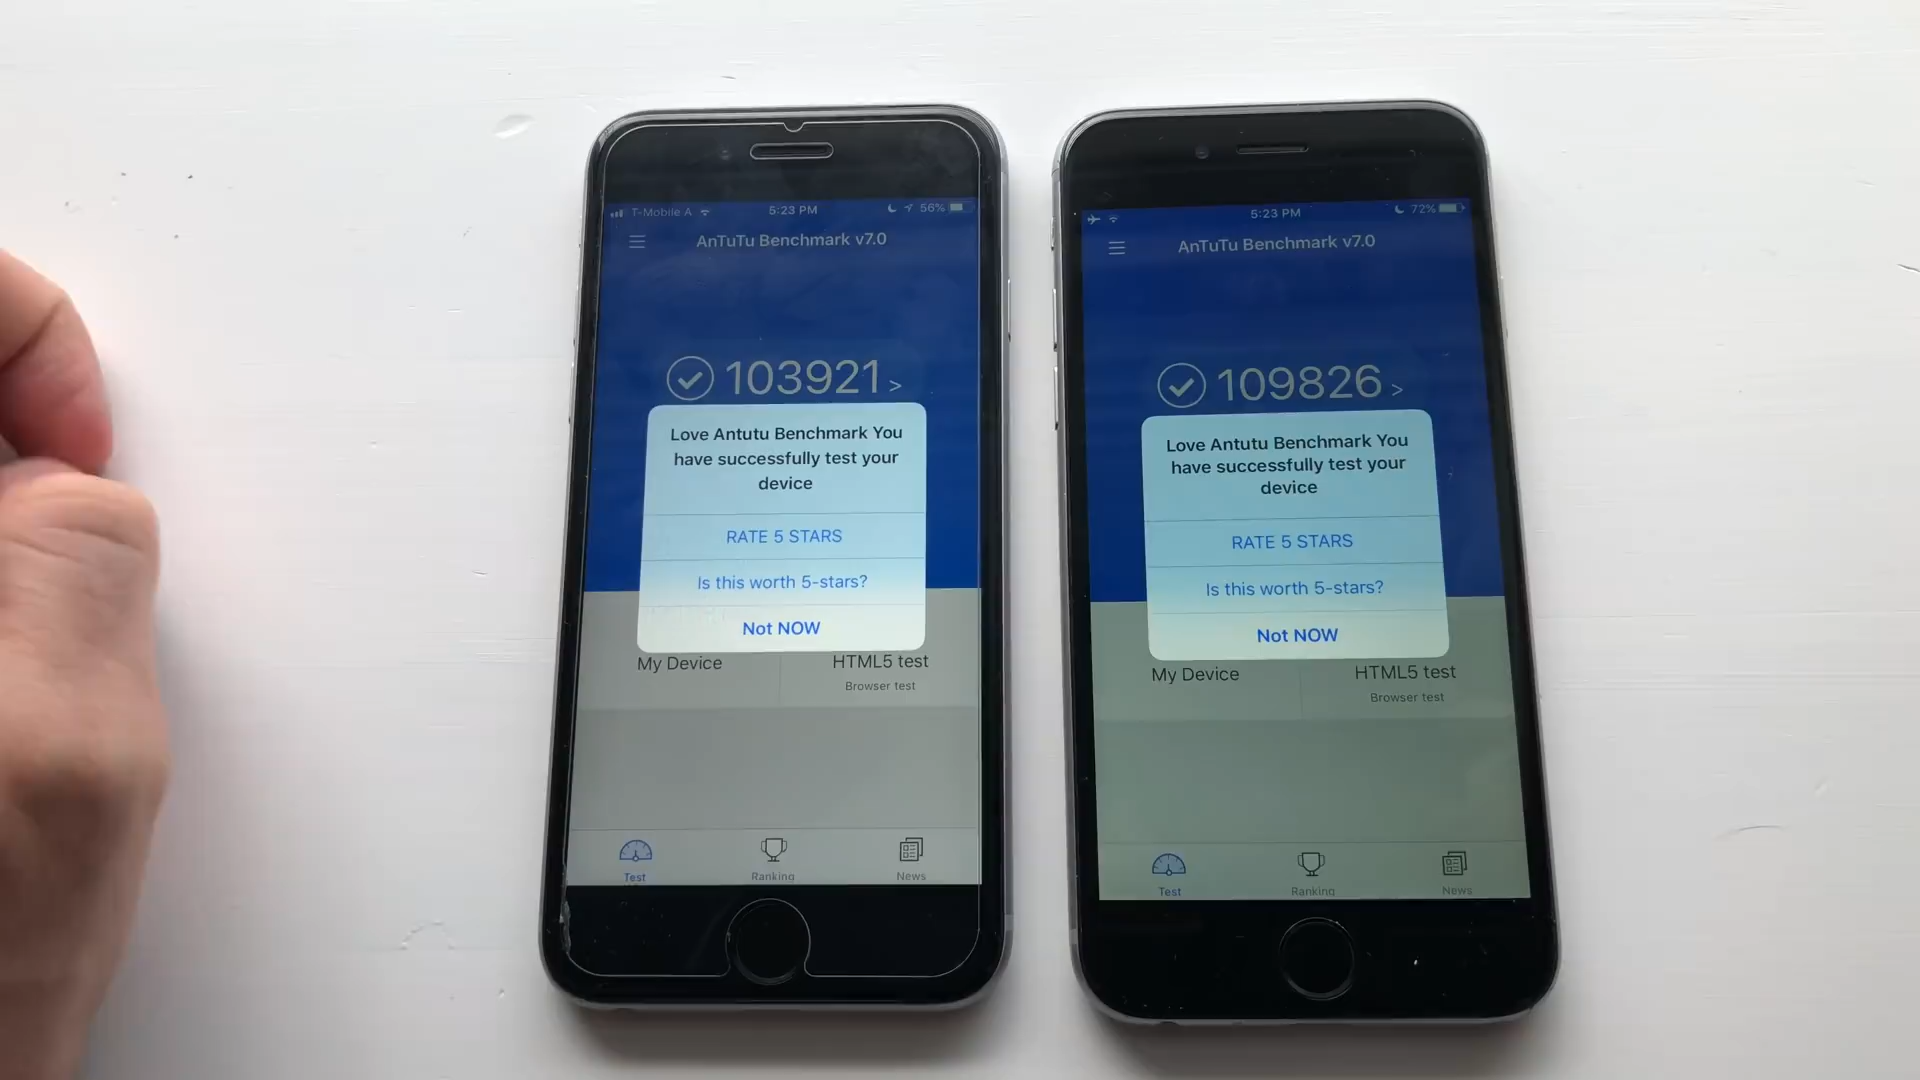 T-Mobile A 5:23 PM 56%
AnTuTu Benchmark v7.0
103921 >
Love Antutu Benchmark You
have successfully test your
device
RATE 5 STARS
Is this worth 5-stars?
Not NOW
My Device HTML5 test
Browser test
Test Ranking News
5:23 PM 72%
AnTuTu Benchmark v7.0
109826 >
Love Antutu Benchmark You
have successfully test your
device
RATE 5 STARS
Is this worth 5-stars?
Not NOW
My Device HTML5 test
Browser test
Test Ranking News